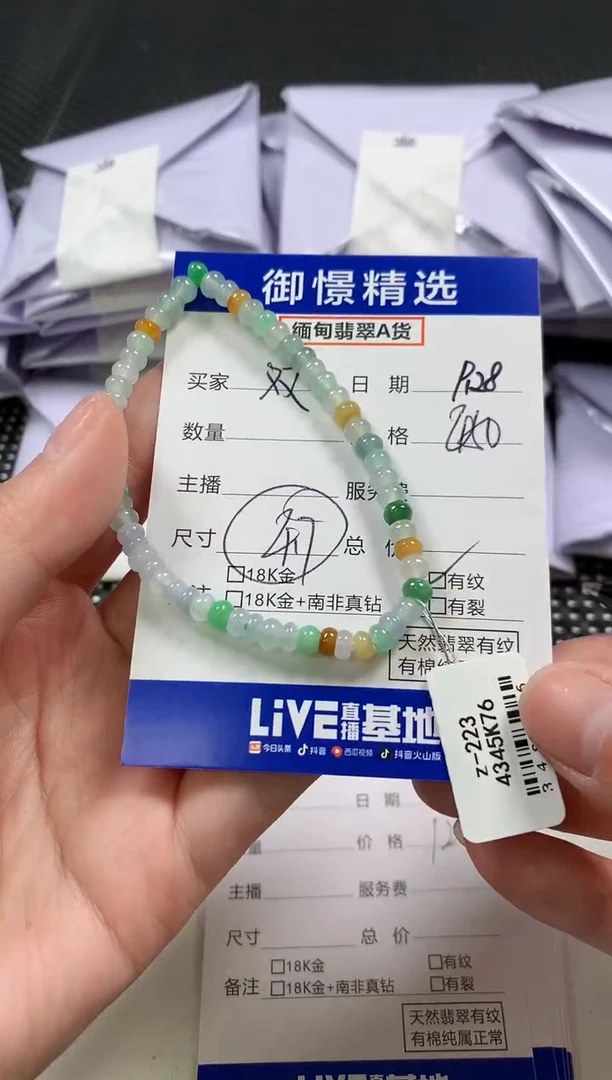 御憬精选
缅甸翡翠A货
买家 双 日 期
数量 格
主播 服务费
尺寸 总 价
18K金 有纹
注 18K金+南非真钻 有裂
天然翡翠有纹
有棉纯属正常
LiVE直播基地
今日头条 抖音 西瓜视频 抖音火山版
z-223
4345K76
日 期
量 价 格
主播 服务费
尺寸 总 价
18K金 有纹
备注 18K金+南非真钻 有裂
天然翡翠有纹
有棉纯属正常